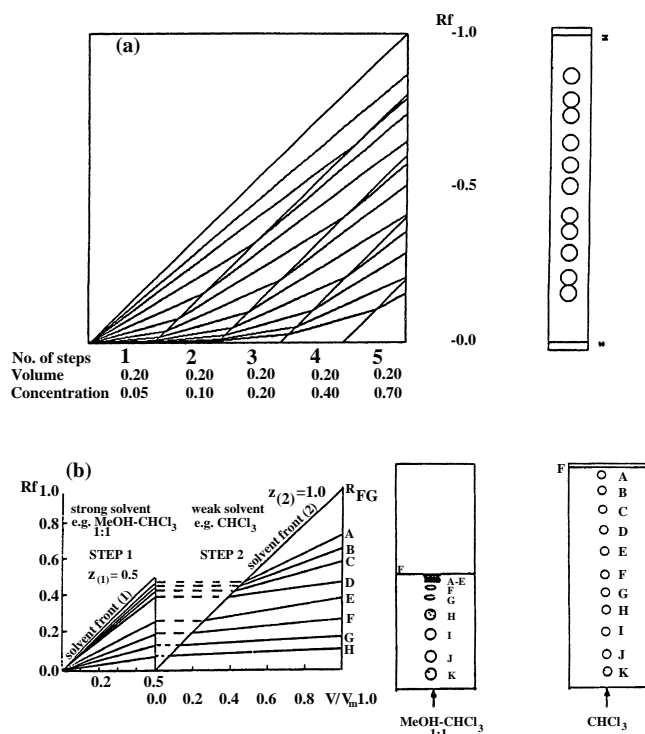 (a)
Rf
-1.0
-0.5
-0.0
No. of steps 1 2 3 4 5
Volume 0.20 0.20 0.20 0.20 0.20
Concentration 0.05 0.10 0.20 0.40 0.70
(b)
Rf 1.0
0.8
0.6
0.4
0.2
0.0
strong solvent
e.g. MeOH-CHCl3
1:1
STEP 1
z(1) = 0.5
solvent front (1)
weak solvent
e.g. CHCl3
STEP 2
z(2)=1.0
solvent front (2)
R FG
A
B
C
D
E
F
G
H
0.2 0.5
0.0 0.2 0.4 0.6 0.8 V/Vm 1.0
F
A-E
F
G
H
I
J
K
MeOH-CHCl3
1:1
F
A
B
C
D
E
F
G
H
I
J
K
CHCl3